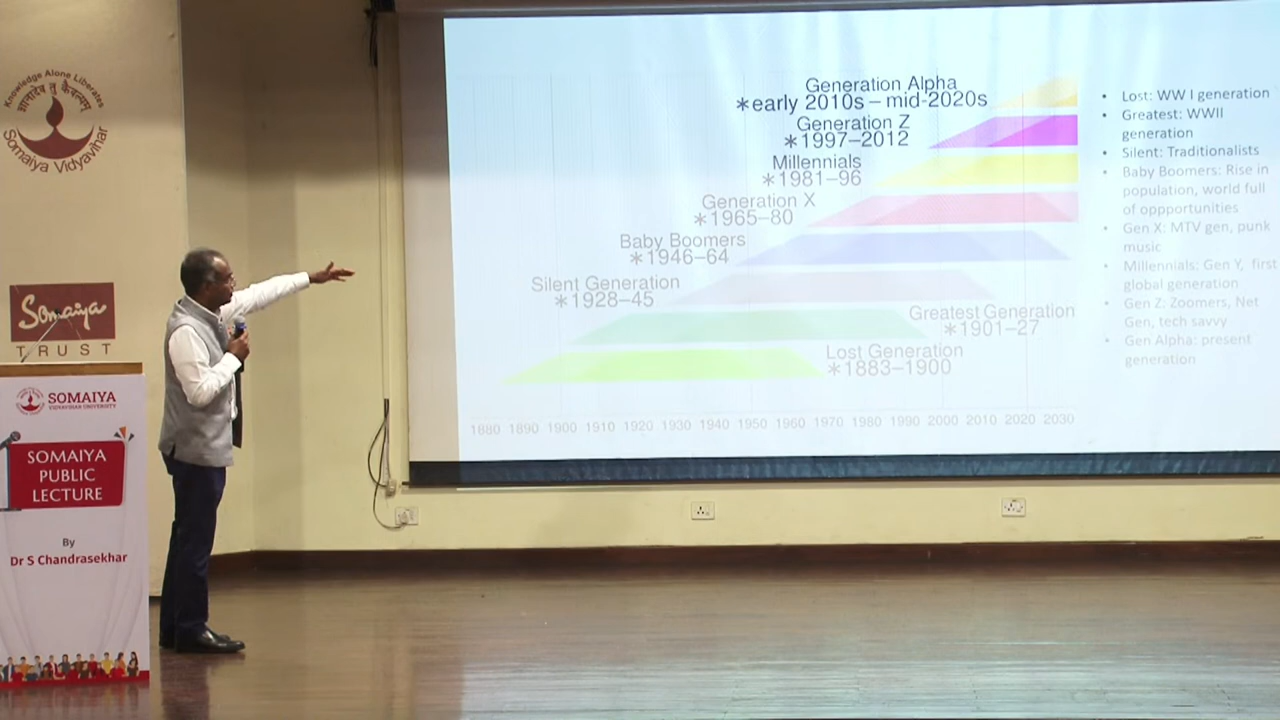 Knowledge Alone Liberates
ज्ञानादेव तु कैवल्यम्
Somaiya Vidyavihar
Somaiya
TRUST
SOMAIYA
VIDYAVIHAR UNIVERSITY
SOMAIYA
PUBLIC
LECTURE
By
Dr S Chandrasekhar
Generation Alpha
*early 2010s – mid-2020s
Generation Z
*1997–2012
Millennials
*1981–96
Generation X
*1965–80
Baby Boomers
*1946–64
Silent Generation
*1928–45
Greatest Generation
*1901–27
Lost Generation
*1883–1900
1880 1890 1900 1910 1920 1930 1940 1950 1960 1970 1980 1990 2000 2010 2020 2030
• Lost: WW I generation
• Greatest: WWII
generation
• Silent: Traditionalists
• Baby Boomers: Rise in
population, world full
of oppportunities
• Gen X: MTV gen, punk
music
• Millennials: Gen Y, first
global generation
• Gen Z: Zoomers, Net
Gen, tech savvy
• Gen Alpha: present
generation